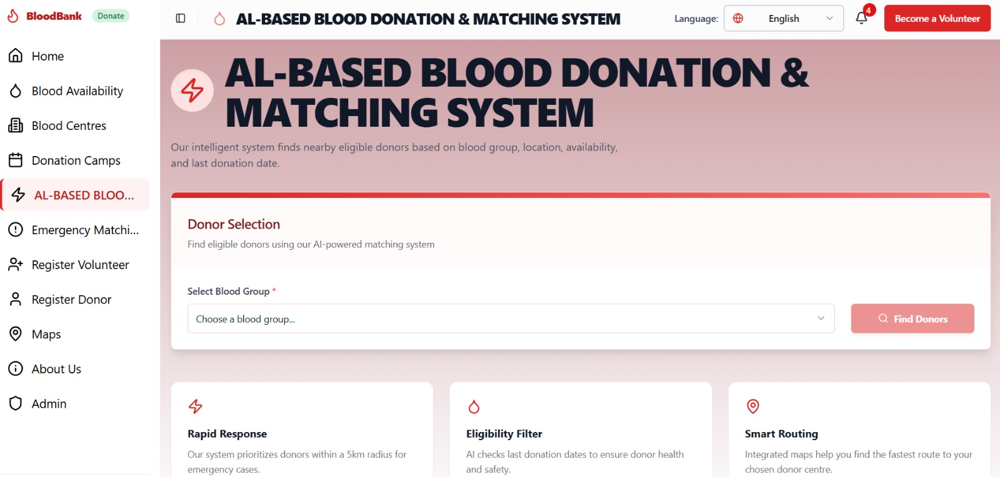 BloodBank
Donate
Home
Blood Availability
Blood Centres
Donation Camps
AL-BASED BLOO...
Emergency Matchi...
Register Volunteer
Register Donor
Maps
About Us
Admin
AL-BASED BLOOD DONATION & MATCHING SYSTEM
Language:
English
4
Become a Volunteer
AL-BASED BLOOD DONATION &
MATCHING SYSTEM
Our intelligent system finds nearby eligible donors based on blood group, location, availability,
and last donation date.
Donor Selection
Find eligible donors using our AI-powered matching system
Select Blood Group *
Choose a blood group...
Find Donors
Rapid Response
Our system prioritizes donors within a 5km radius for
emergency cases.
Eligibility Filter
AI checks last donation dates to ensure donor health
and safety.
Smart Routing
Integrated maps help you find the fastest route to your
chosen donor centre.